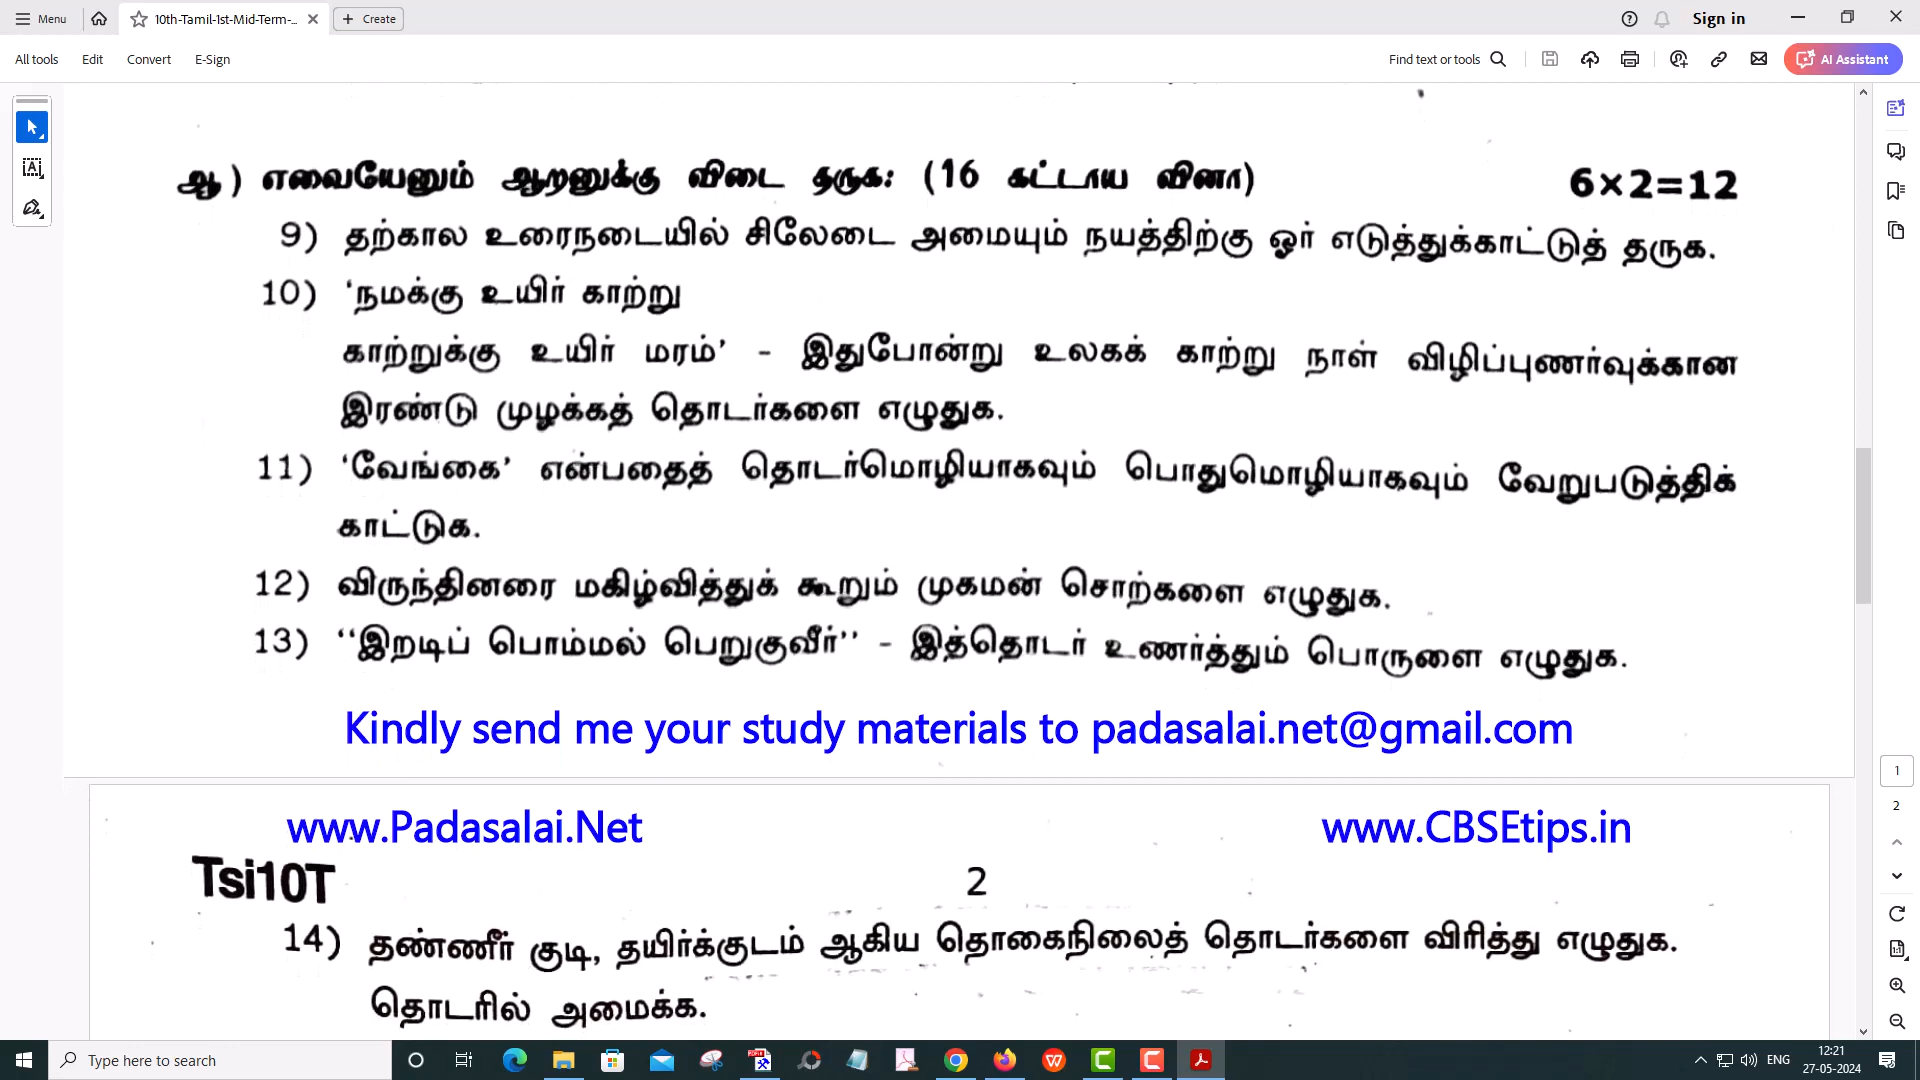 Menu
10th-Tamil-1st-Mid-Term-...
Create
Sign in
All tools Edit Convert E-Sign
Find text or tools
AI Assistant
ஆ) எவையேனும் ஆறனுக்கு விடை தருக: (16 கட்டாய வினா) 6×2=12
9) தற்கால உரைநடையில் சிலேடை அமையும் நயத்திற்கு ஓர் எடுத்துக்காட்டுத் தருக.
10) ‘நமக்கு உயிர் காற்று
காற்றுக்கு உயிர் மரம்’ - இதுபோன்று உலகக் காற்று நாள் விழிப்புணர்வுக்கான
இரண்டு முழக்கத் தொடர்களை எழுதுக.
11) ‘வேங்கை’ என்பதைத் தொடர்மொழியாகவும் பொதுமொழியாகவும் வேறுபடுத்திக்
காட்டுக.
12) விருந்தினரை மகிழ்வித்துக் கூறும் முகமன் சொற்களை எழுதுக.
13) ‘‘இறடிப் பொம்மல் பெறுகுவீர்’’ - இத்தொடர் உணர்த்தும் பொருளை எழுதுக.
Kindly send me your study materials to padasalai.net@gmail.com
1
2
www.Padasalai.Net www.CBSEtips.in
Tsi10T 2
14) தண்ணீர் குடி, தயிர்க்குடம் ஆகிய தொகைநிலைத் தொடர்களை விரித்து எழுதுக.
தொடரில் அமைக்க.
Type here to search
ENG
12:21
27-05-2024